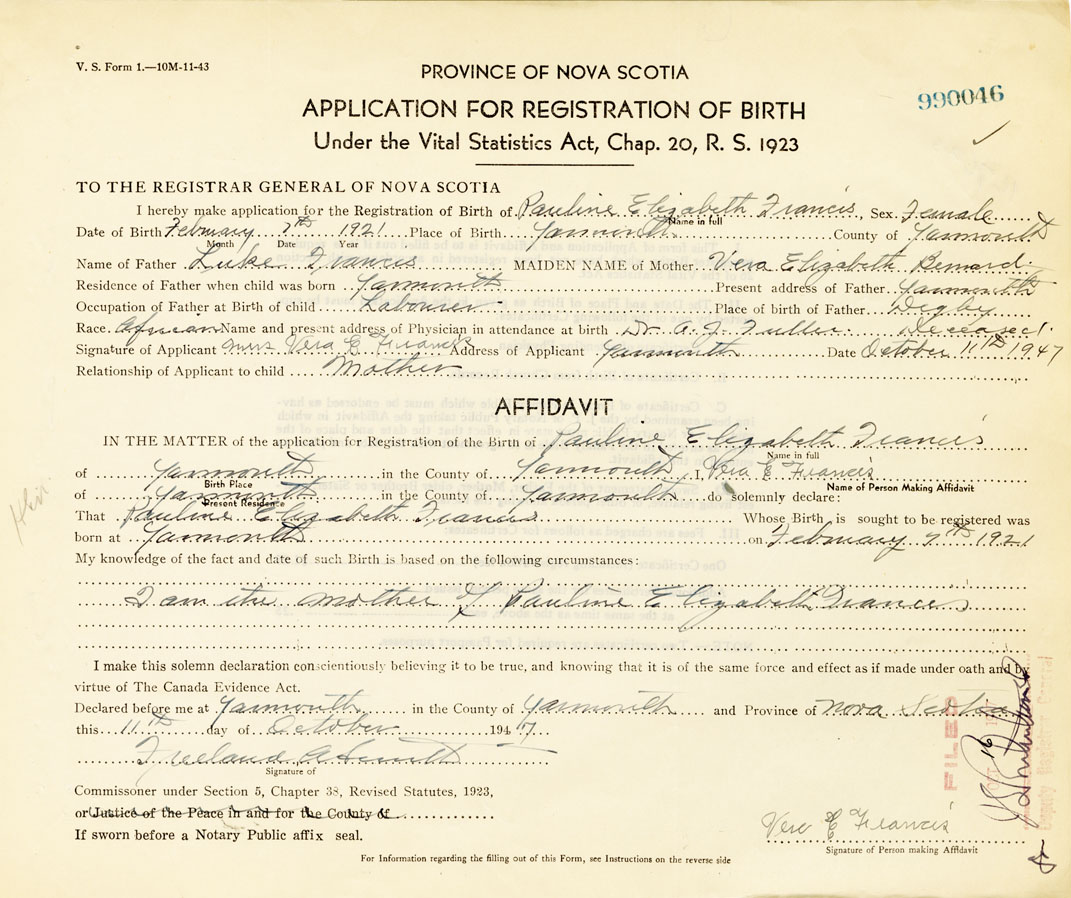 V. S. Form 1.—10M-11-43
PROVINCE OF NOVA SCOTIA
990046
APPLICATION FOR REGISTRATION OF BIRTH
Under the Vital Statistics Act, Chap. 20, R. S. 1923
TO THE REGISTRAR GENERAL OF NOVA SCOTIA
I hereby make application for the Registration of Birth of Pauline Elizabeth Francis, Sex Female
Name in full
Date of Birth February 7th 1921 Place of Birth Yarmouth County of Yarmouth
Month Date Year
Name of Father Luke Francis MAIDEN NAME of Mother Vera Elizabeth Bernard
Residence of Father when child was born Yarmouth Present address of Father Yarmouth
Occupation of Father at Birth of child Labourer Place of birth of Father Digby
Race African Name and present address of Physician in attendance at birth Dr. A. J. Fuller Deceased
Signature of Applicant Mrs Vera E Francis Address of Applicant Yarmouth Date October 11th 1947
Relationship of Applicant to child Mother
AFFIDAVIT
IN THE MATTER of the application for Registration of the Birth of Pauline Elizabeth Francis
Name in full
of Yarmouth in the County of Yarmouth I, Vera E Francis
Birth Place Name of Person Making Affidavit
of Yarmouth in the County of Yarmouth do solemnly declare:
Present Residence
That Pauline Elizabeth Francis Whose Birth is sought to be registered was
born at Yarmouth on February 7th 1921
My knowledge of the fact and date of such Birth is based on the following circumstances:
I am the mother of Pauline Elizabeth Francis
I make this solemn declaration conscientiously believing it to be true, and knowing that it is of the same force and effect as if made under oath and by
virtue of The Canada Evidence Act.
Declared before me at Yarmouth in the County of Yarmouth and Province of Nova Scotia
this 11th day of October 1947
Freeland A Smith
Signature of
Commissioner under Section 5, Chapter 38, Revised Statutes, 1923,
or Justice of the Peace in and for the County of
If sworn before a Notary Public affix seal.
Vera E Francis
Signature of Person making Affidavit
For Information regarding the filling out of this Form, see Instructions on the reverse side
FILED
Deputy Registrar General